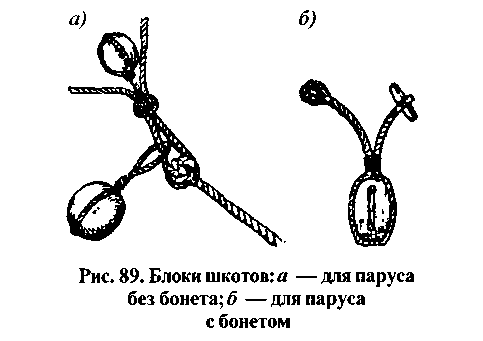 а)
б)
Рис. 89. Блоки шкотов: а — для паруса
без бонета; б — для паруса
с бонетом